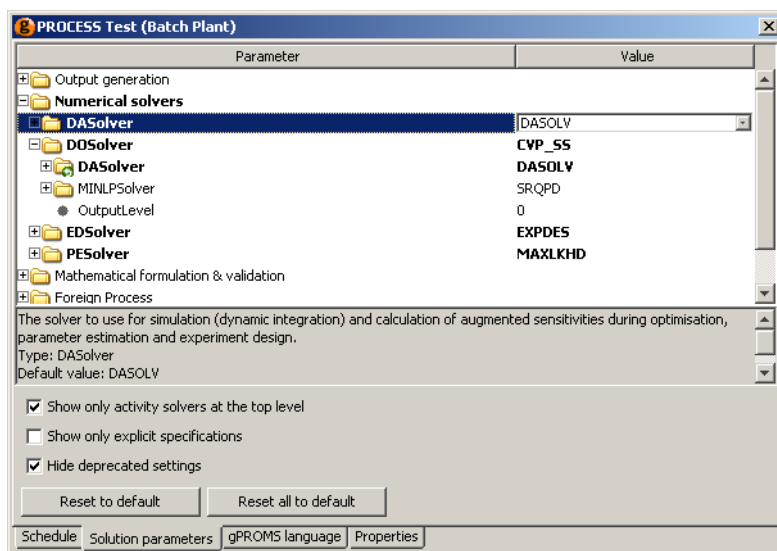 PROCESS Test (Batch Plant)
Parameter Value
Output generation
Numerical solvers
DASolver DASOLV
DOSolver CVP_SS
DASolver DASOLV
MINLPSolver SRQPD
OutputLevel 0
EDSolver EXPDES
PESolver MAXLKHD
Mathematical formulation & validation
Foreign Process
The solver to use for simulation (dynamic integration) and calculation of augmented sensitivities during optimisation,
parameter estimation and experiment design.
Type: DASolver
Default value: DASOLV
Show only activity solvers at the top level
Show only explicit specifications
Hide deprecated settings
Reset to default Reset all to default
Schedule Solution parameters gPROMS language Properties